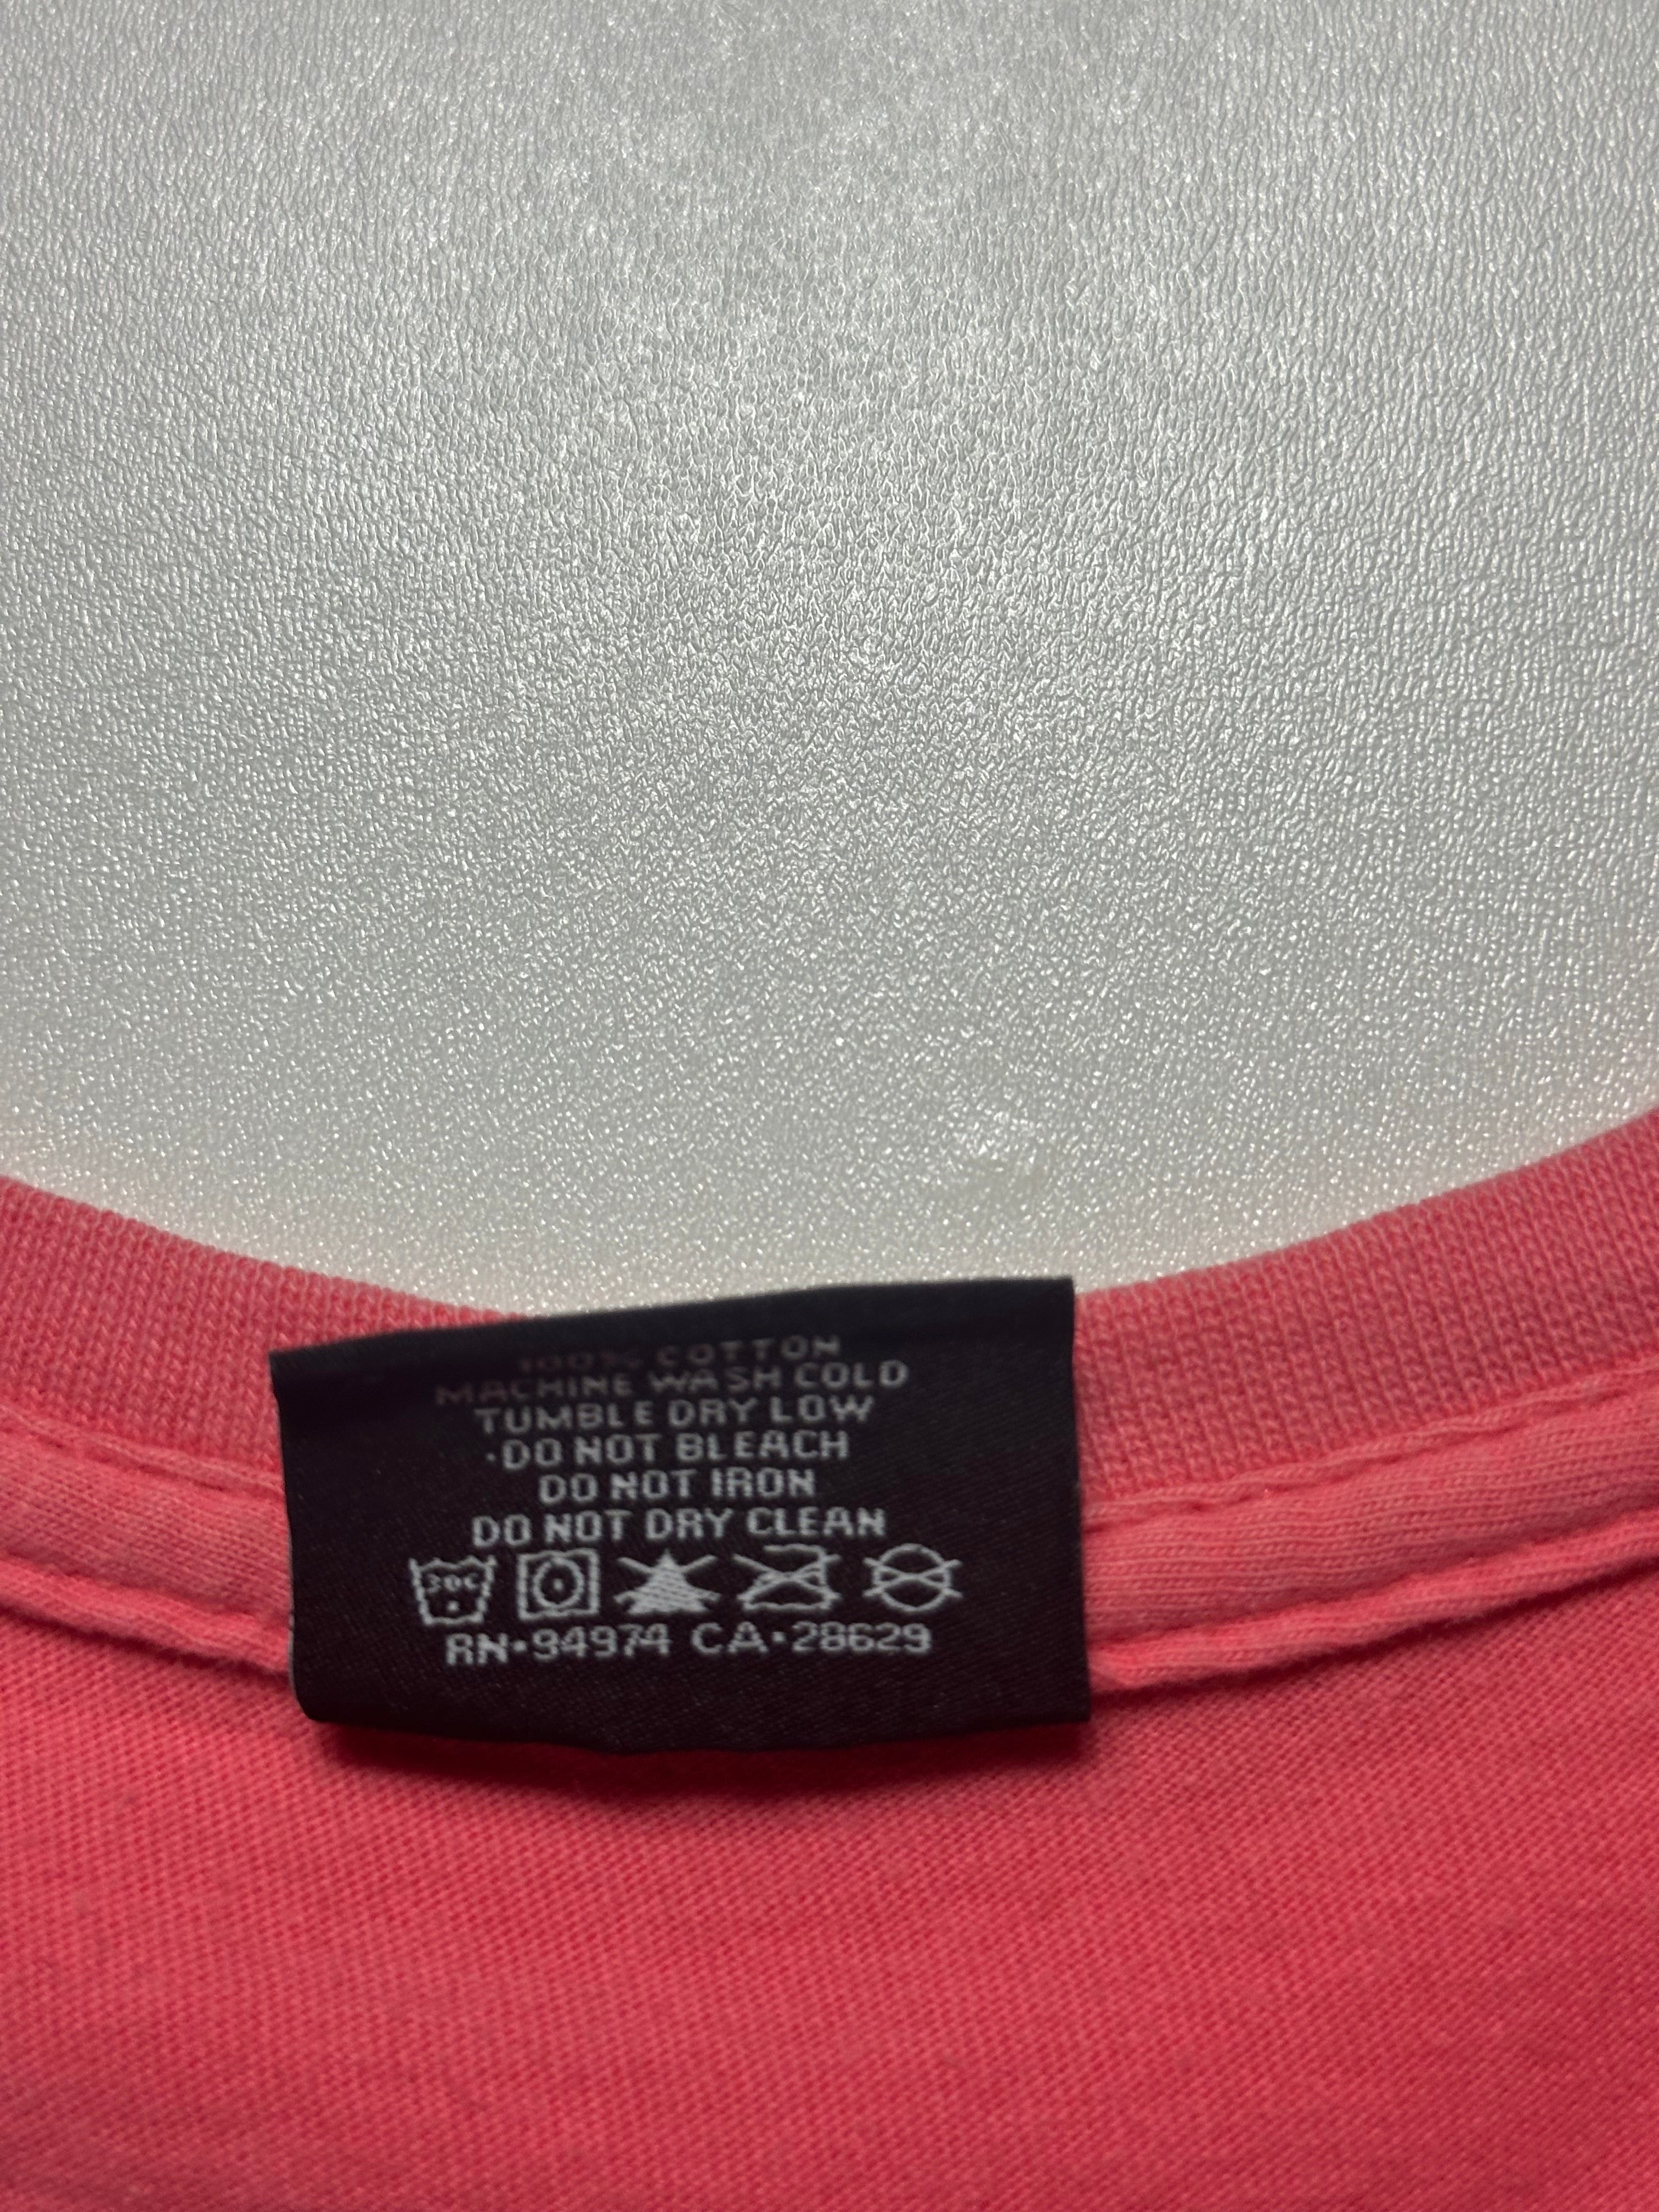 100% COTTON
MACHINE WASH COLD
TUMBLE DRY LOW
·DO NOT BLEACH
DO NOT IRON
DO NOT DRY CLEAN
30C
RN·94974 CA·28629